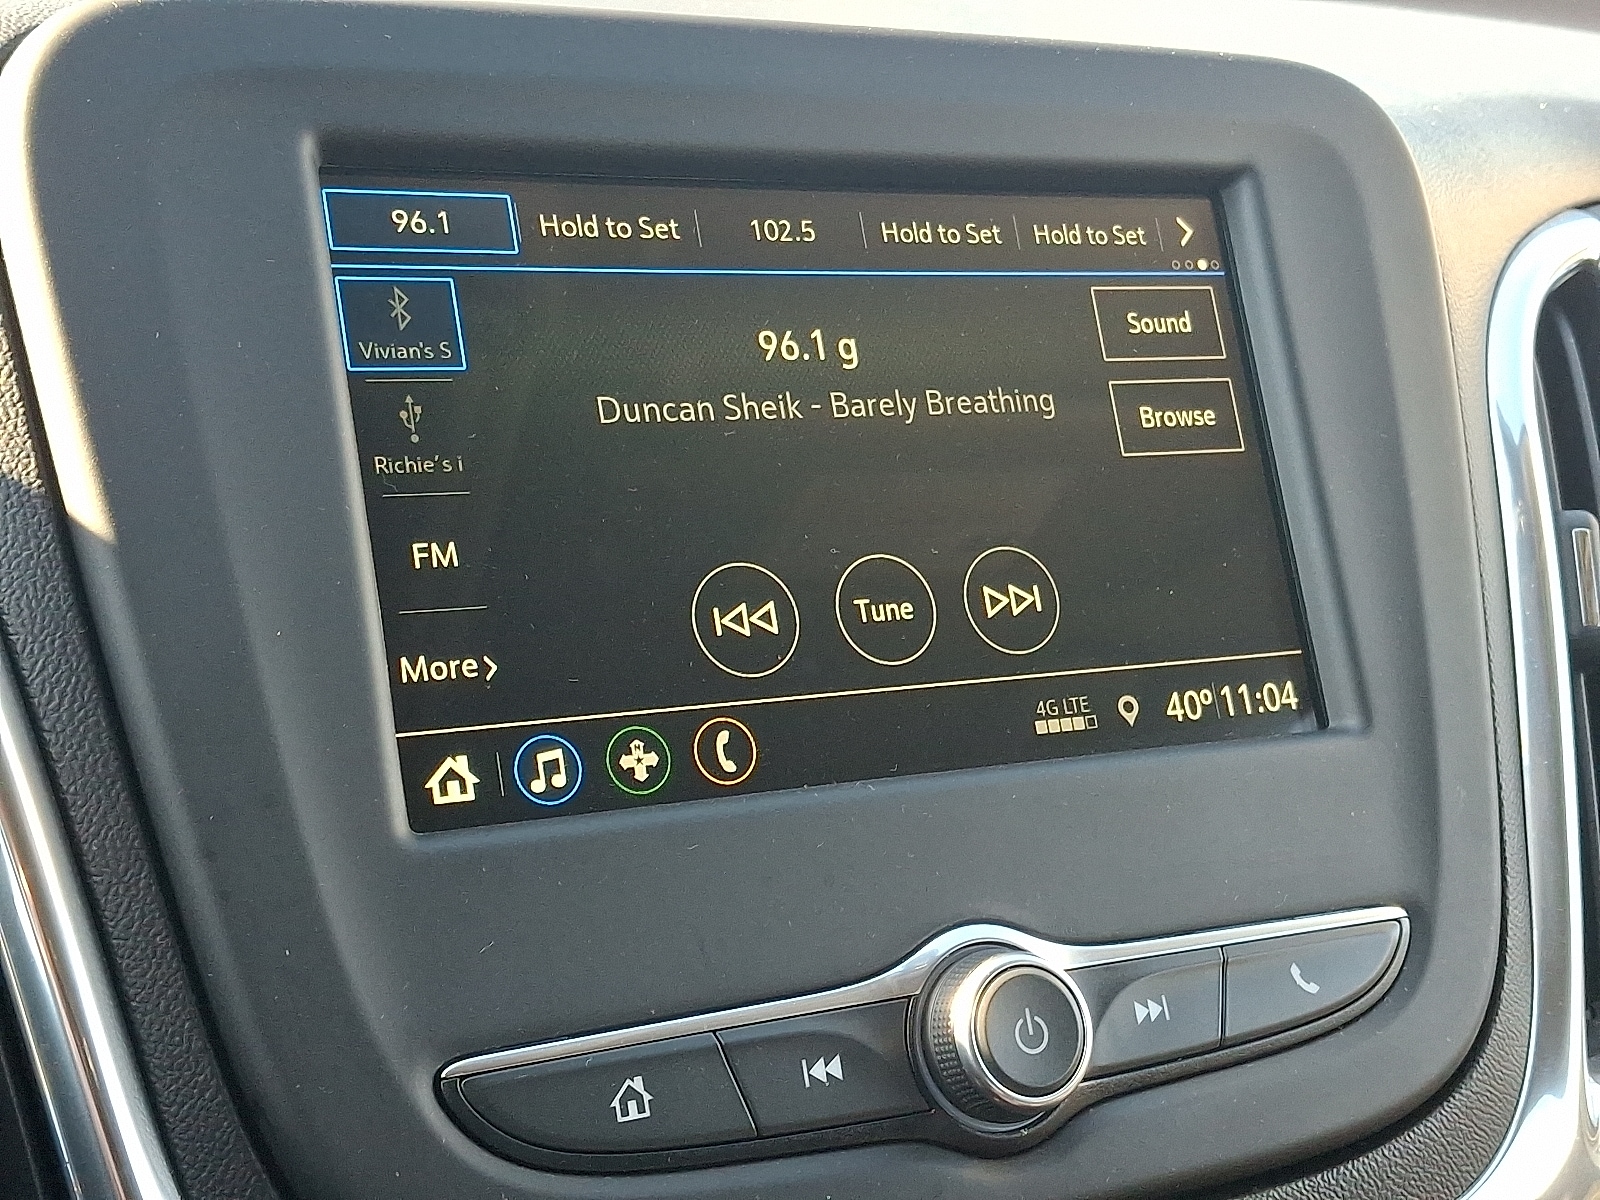 96.1
Hold to Set
102.5
Hold to Set
Hold to Set
Vivian's S
Sound
96.1 g
Duncan Sheik - Barely Breathing
Browse
Richie's i
FM
Tune
More
4G LTE
40° 11:04
N